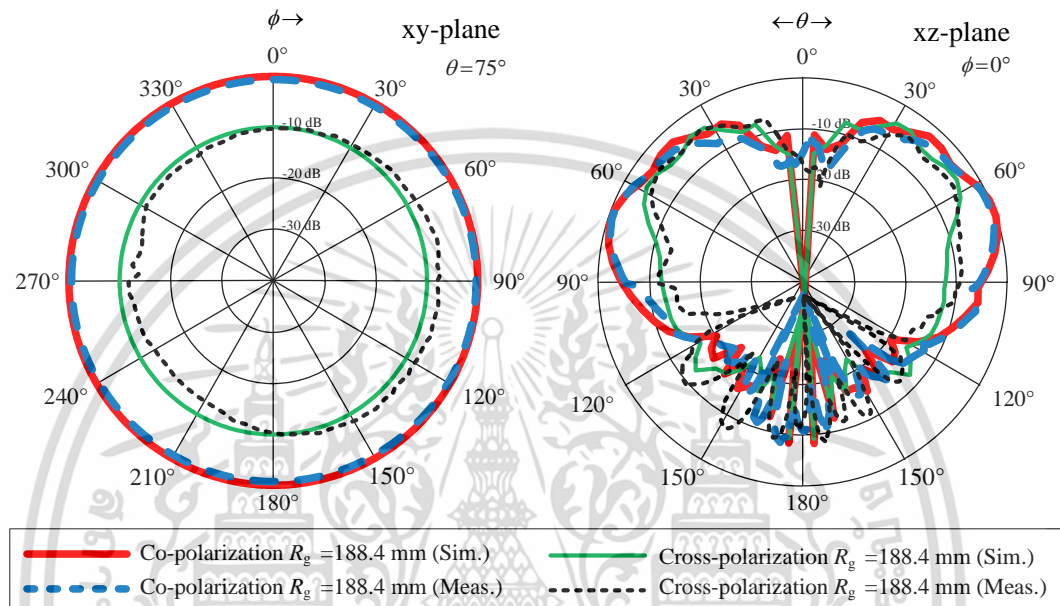 ϕ→
xy-plane
θ=75°
0°
30°
60°
90°
120°
150°
180°
210°
240°
270°
300°
330°
-10 dB
-20 dB
-30 dB
←θ→
xz-plane
ϕ=0°
0°
30°
60°
90°
120°
150°
180°
150°
120°
90°
60°
30°
-10 dB
-30 dB
Co-polarization Rg =188.4 mm (Sim.)
Cross-polarization Rg =188.4 mm (Sim.)
Co-polarization Rg =188.4 mm (Meas.)
Cross-polarization Rg =188.4 mm (Meas.)